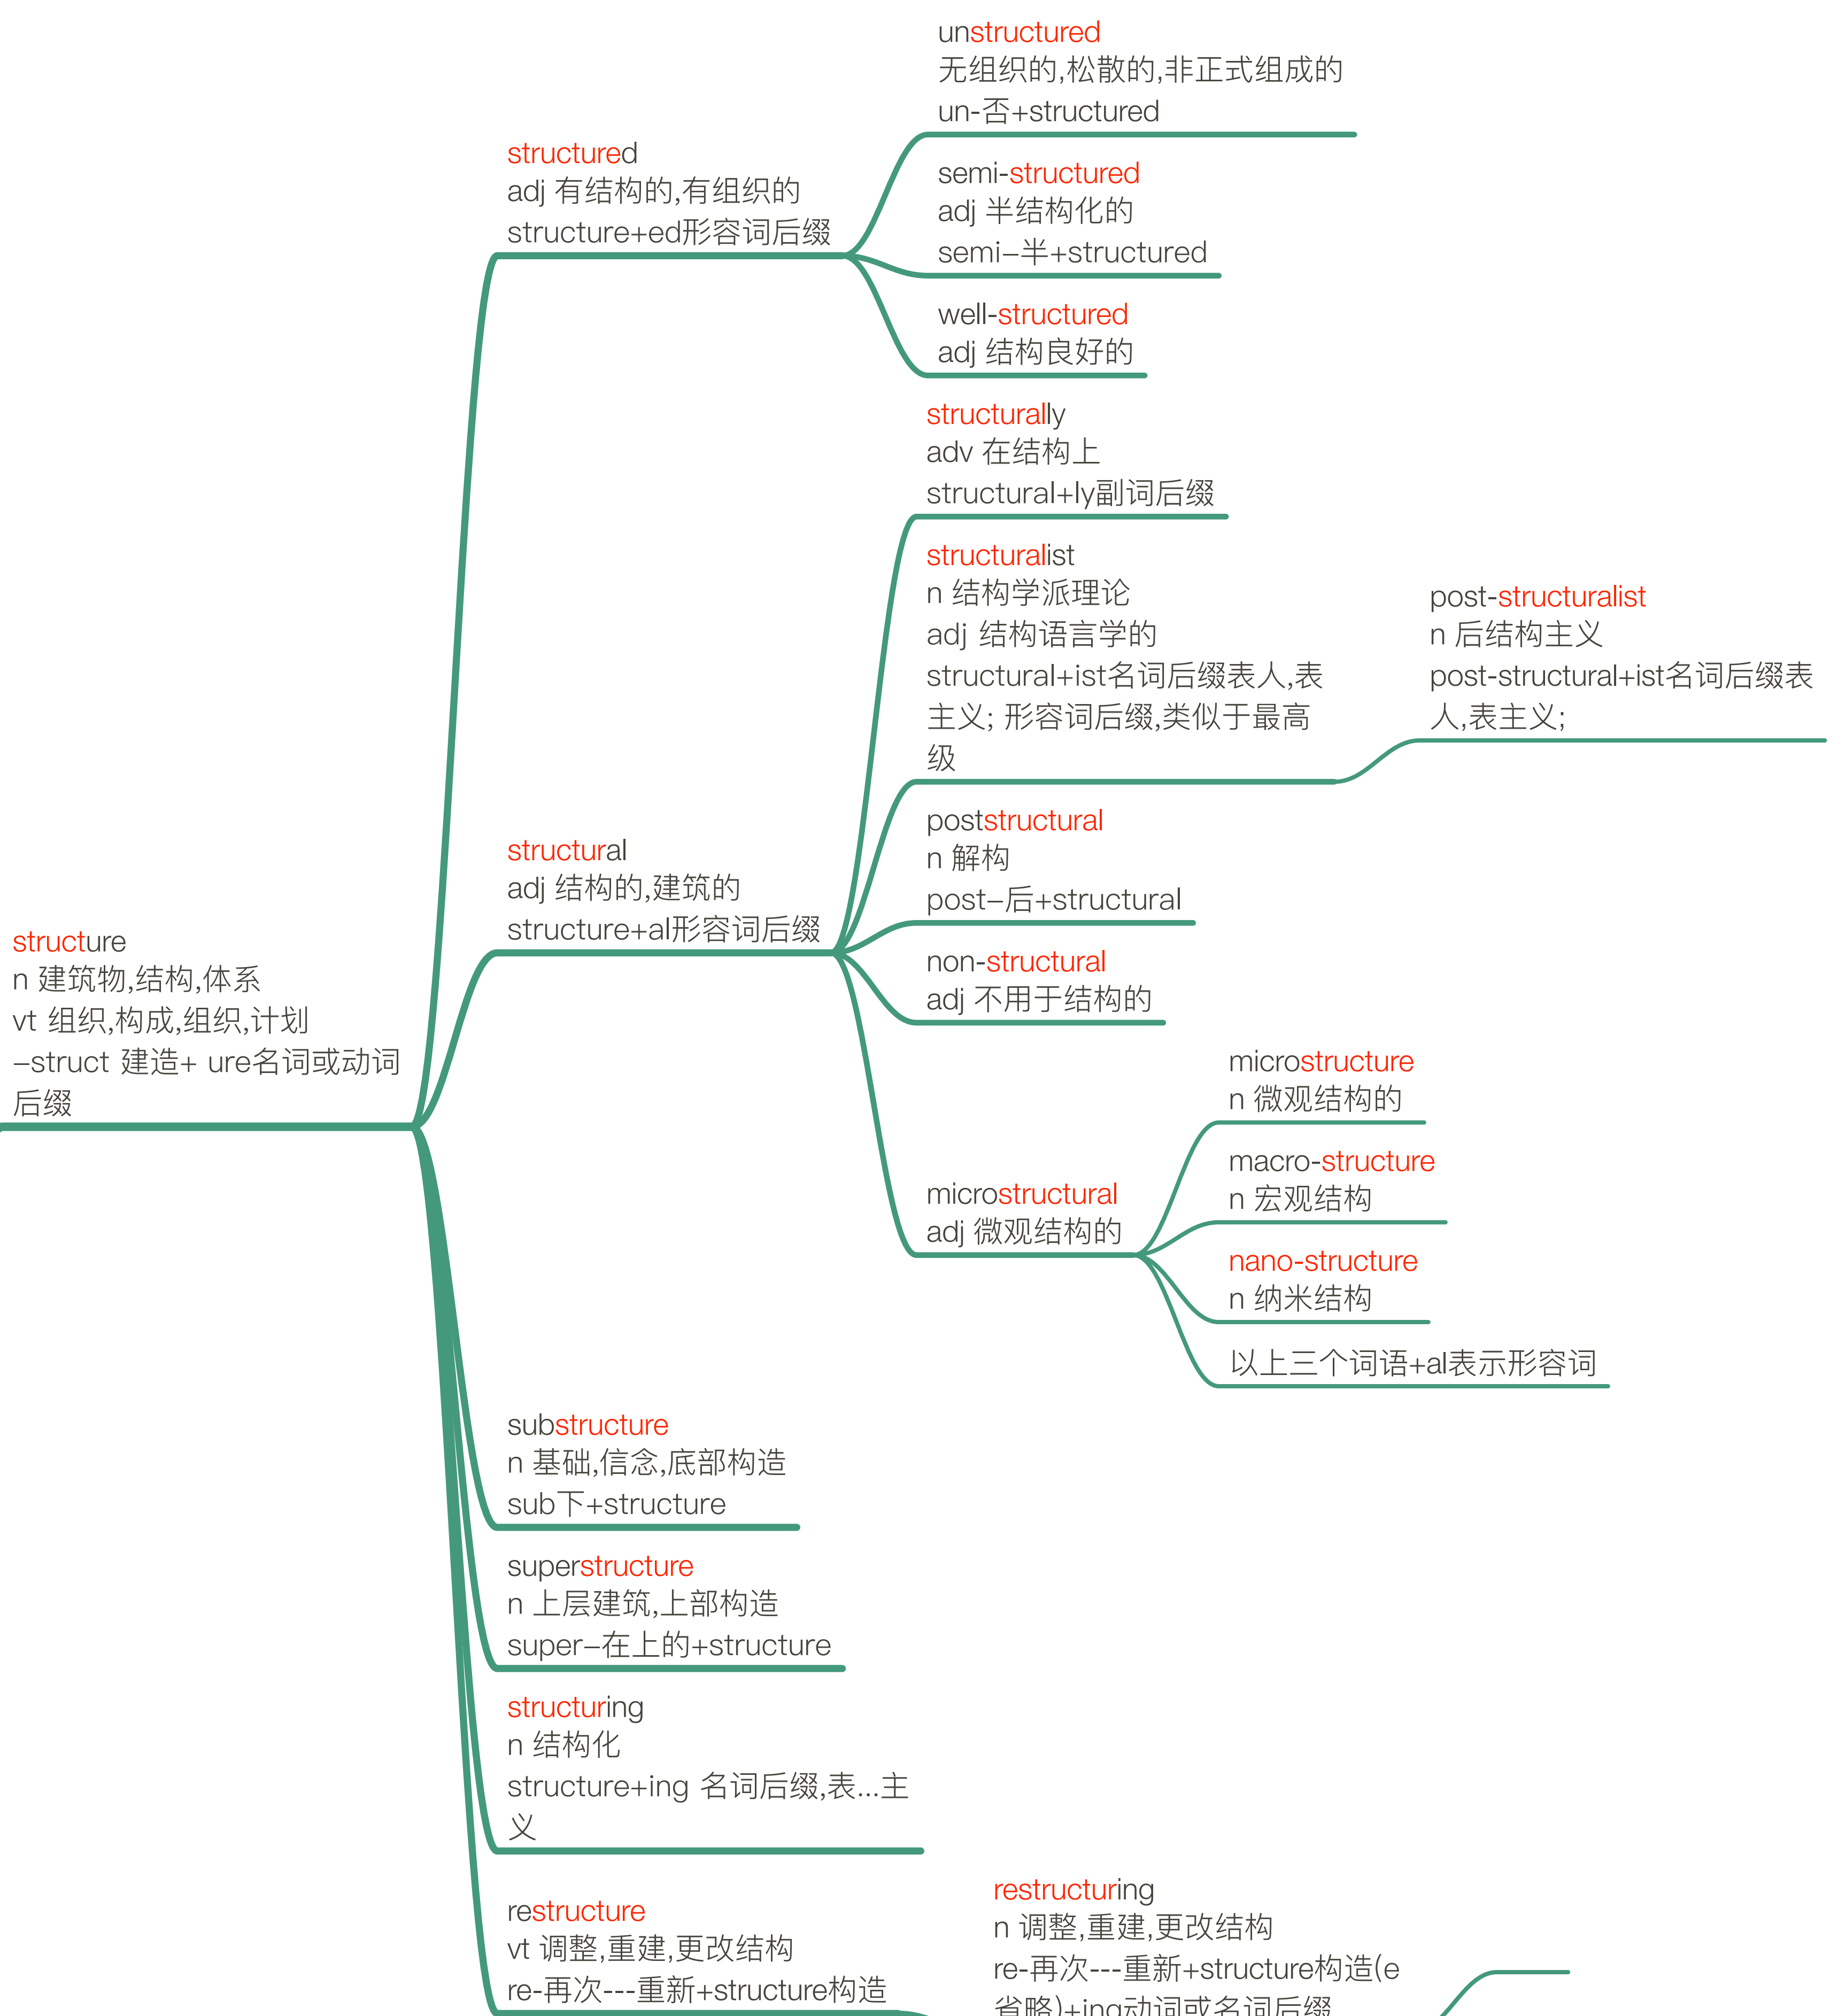 unstructured
无组织的,松散的,非正式组成的
un-否+structured
structured
adj 有结构的,有组织的
structure+ed形容词后缀
semi-structured
adj 半结构化的
semi–半+structured
well-structured
adj 结构良好的
structurally
adv 在结构上
structural+ly副词后缀
structuralist
n 结构学派理论
adj 结构语言学的
structural+ist名词后缀表人,表
主义; 形容词后缀,类似于最高
级
post-structuralist
n 后结构主义
post-structural+ist名词后缀表
人,表主义;
poststructural
n 解构
post–后+structural
structural
adj 结构的,建筑的
structure+al形容词后缀
structure
n 建筑物,结构,体系
vt 组织,构成,组织,计划
–struct 建造+ ure名词或动词
后缀
non-structural
adj 不用于结构的
microstructure
n 微观结构的
macro-structure
n 宏观结构
microstructural
adj 微观结构的
nano-structure
n 纳米结构
以上三个词语+al表示形容词
substructure
n 基础,信念,底部构造
sub下+structure
superstructure
n 上层建筑,上部构造
super–在上的+structure
structuring
n 结构化
structure+ing 名词后缀,表...主
义
restructure
vt 调整,重建,更改结构
re-再次---重新+structure构造
restructuring
n 调整,重建,更改结构
re-再次---重新+structure构造(e
省略)+ing动词或名词后缀